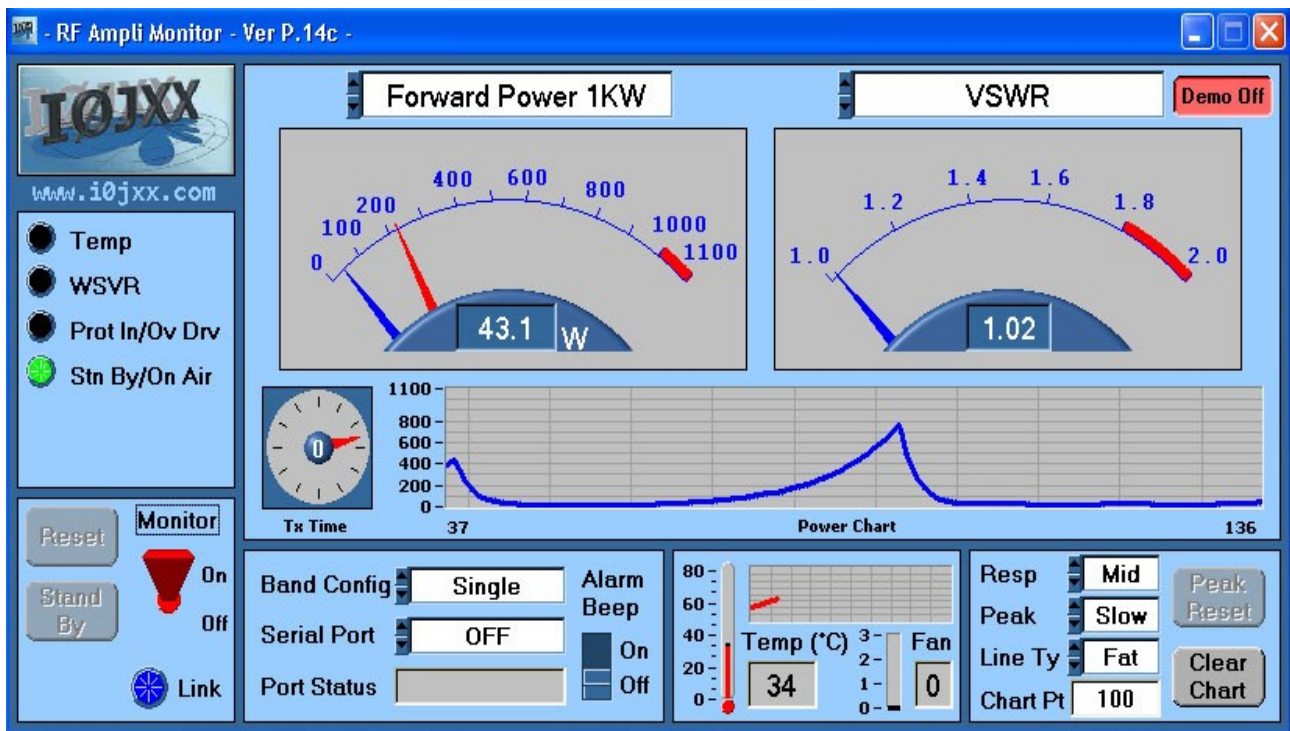 - RF Ampli Monitor - Ver P.14c -
IØJXX
www.i0jxx.com
Temp
WSVR
Prot In/Ov Drv
Stn By/On Air
Forward Power 1KW
VSWR
Demo Off
0 100 200 400 600 800 1000 1100
43.1 W
1.0 1.2 1.4 1.6 1.8 2.0
1.02
0
Tx Time
1100
800
600
400
200
0
37 Power Chart 136
Reset
Monitor
On
Stand By
Off
Link
Band Config Single
Serial Port OFF
Port Status
Alarm
Beep
On
Off
80
60
40
20
0
Temp (°C)
34
3
2
1
0
Fan
0
Resp Mid
Peak Slow
Line Ty Fat
Chart Pt 100
Peak
Reset
Clear
Chart